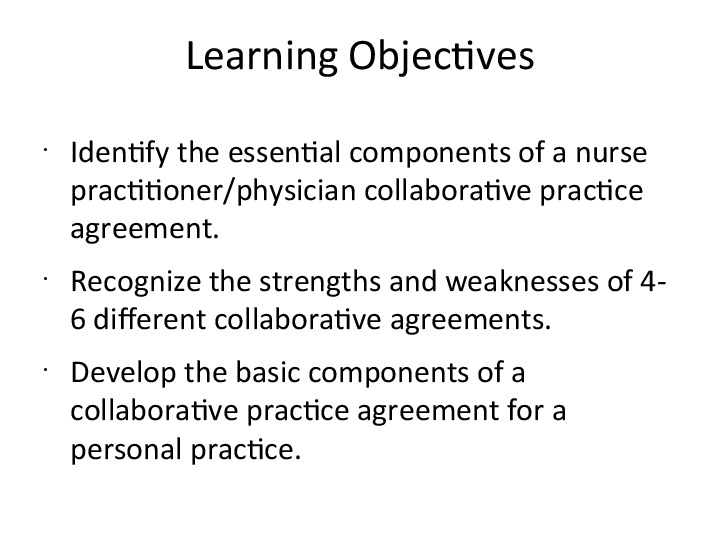 Learning Objectives
· Identify the essential components of a nurse
practitioner/physician collaborative practice
agreement.
· Recognize the strengths and weaknesses of 4-
6 different collaborative agreements.
· Develop the basic components of a
collaborative practice agreement for a
personal practice.